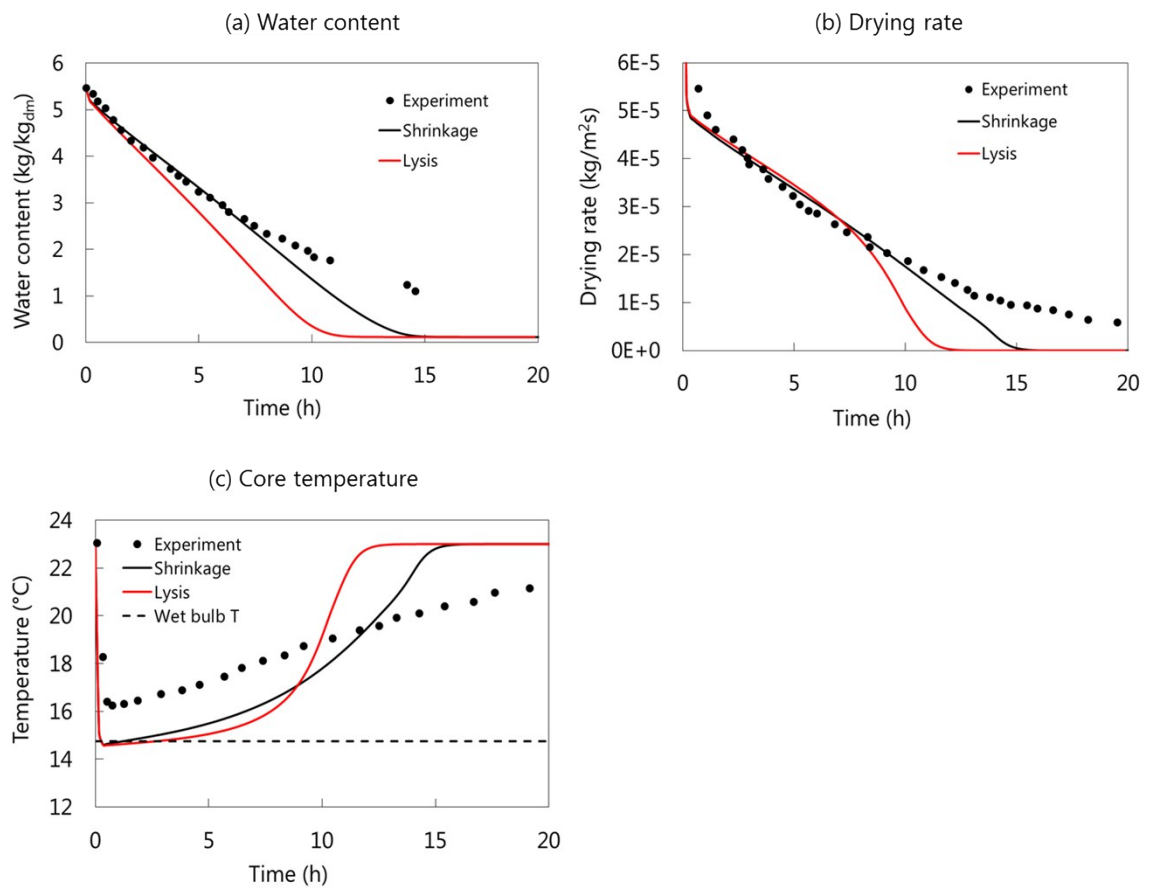 (a) Water content
6
5
4
3
2
1
0
0 5 10 15 20
Water content (kg/kgdm)
Time (h)
Experiment
Shrinkage
Lysis
(b) Drying rate
6E-5
5E-5
4E-5
3E-5
2E-5
1E-5
0E+0
0 5 10 15 20
Drying rate (kg/m²s)
Time (h)
Experiment
Shrinkage
Lysis
(c) Core temperature
24
22
20
18
16
14
12
0 5 10 15 20
Temperature (°C)
Time (h)
Experiment
Shrinkage
Lysis
Wet bulb T